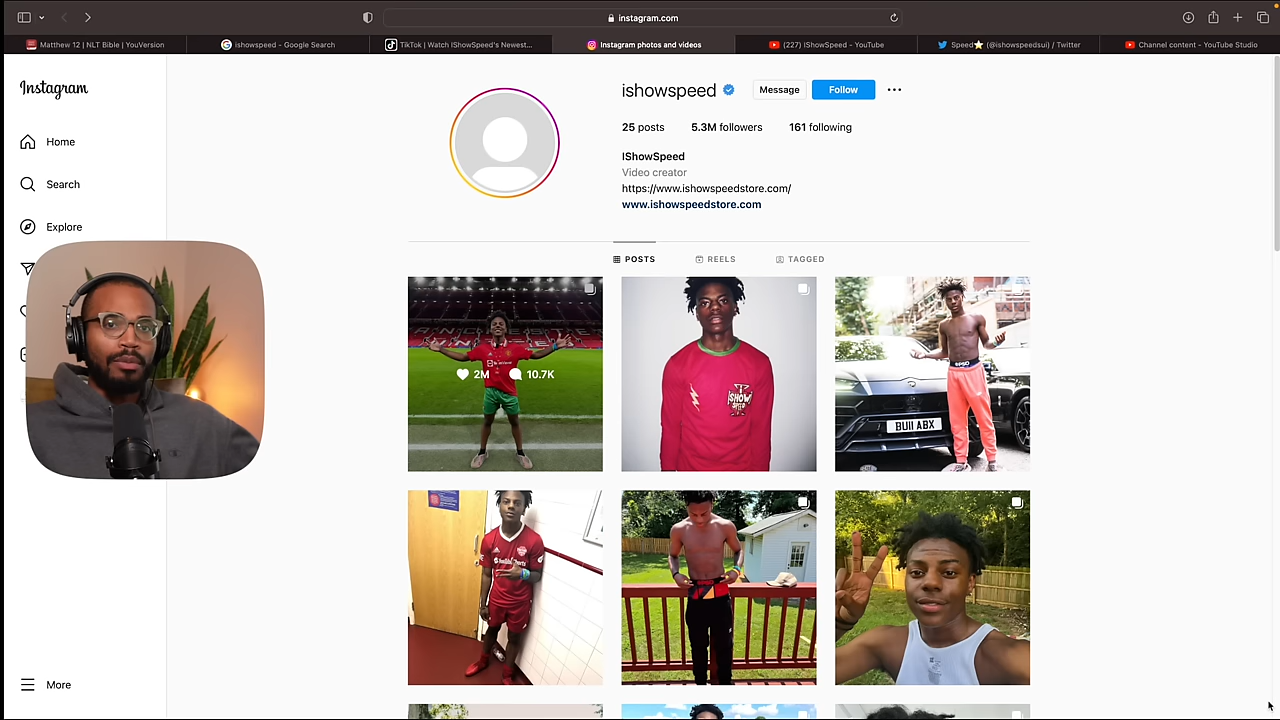 instagram.com
Matthew 12 | NLT Bible | YouVersion
ishowspeed - Google Search
TikTok | Watch IShowSpeed's Newest...
Instagram photos and videos
(227) IShowSpeed - YouTube
Speed⭐ (@ishowspeedsui) / Twitter
Channel content - YouTube Studio
Instagram
Home
Search
Explore
More
ishowspeed
Message
Follow
25 posts
5.3M followers
161 following
IShowSpeed
Video creator
https://www.ishowspeedstore.com/
www.ishowspeedstore.com
POSTS
REELS
TAGGED
2M
10.7K
SHOW
BU11 ABX